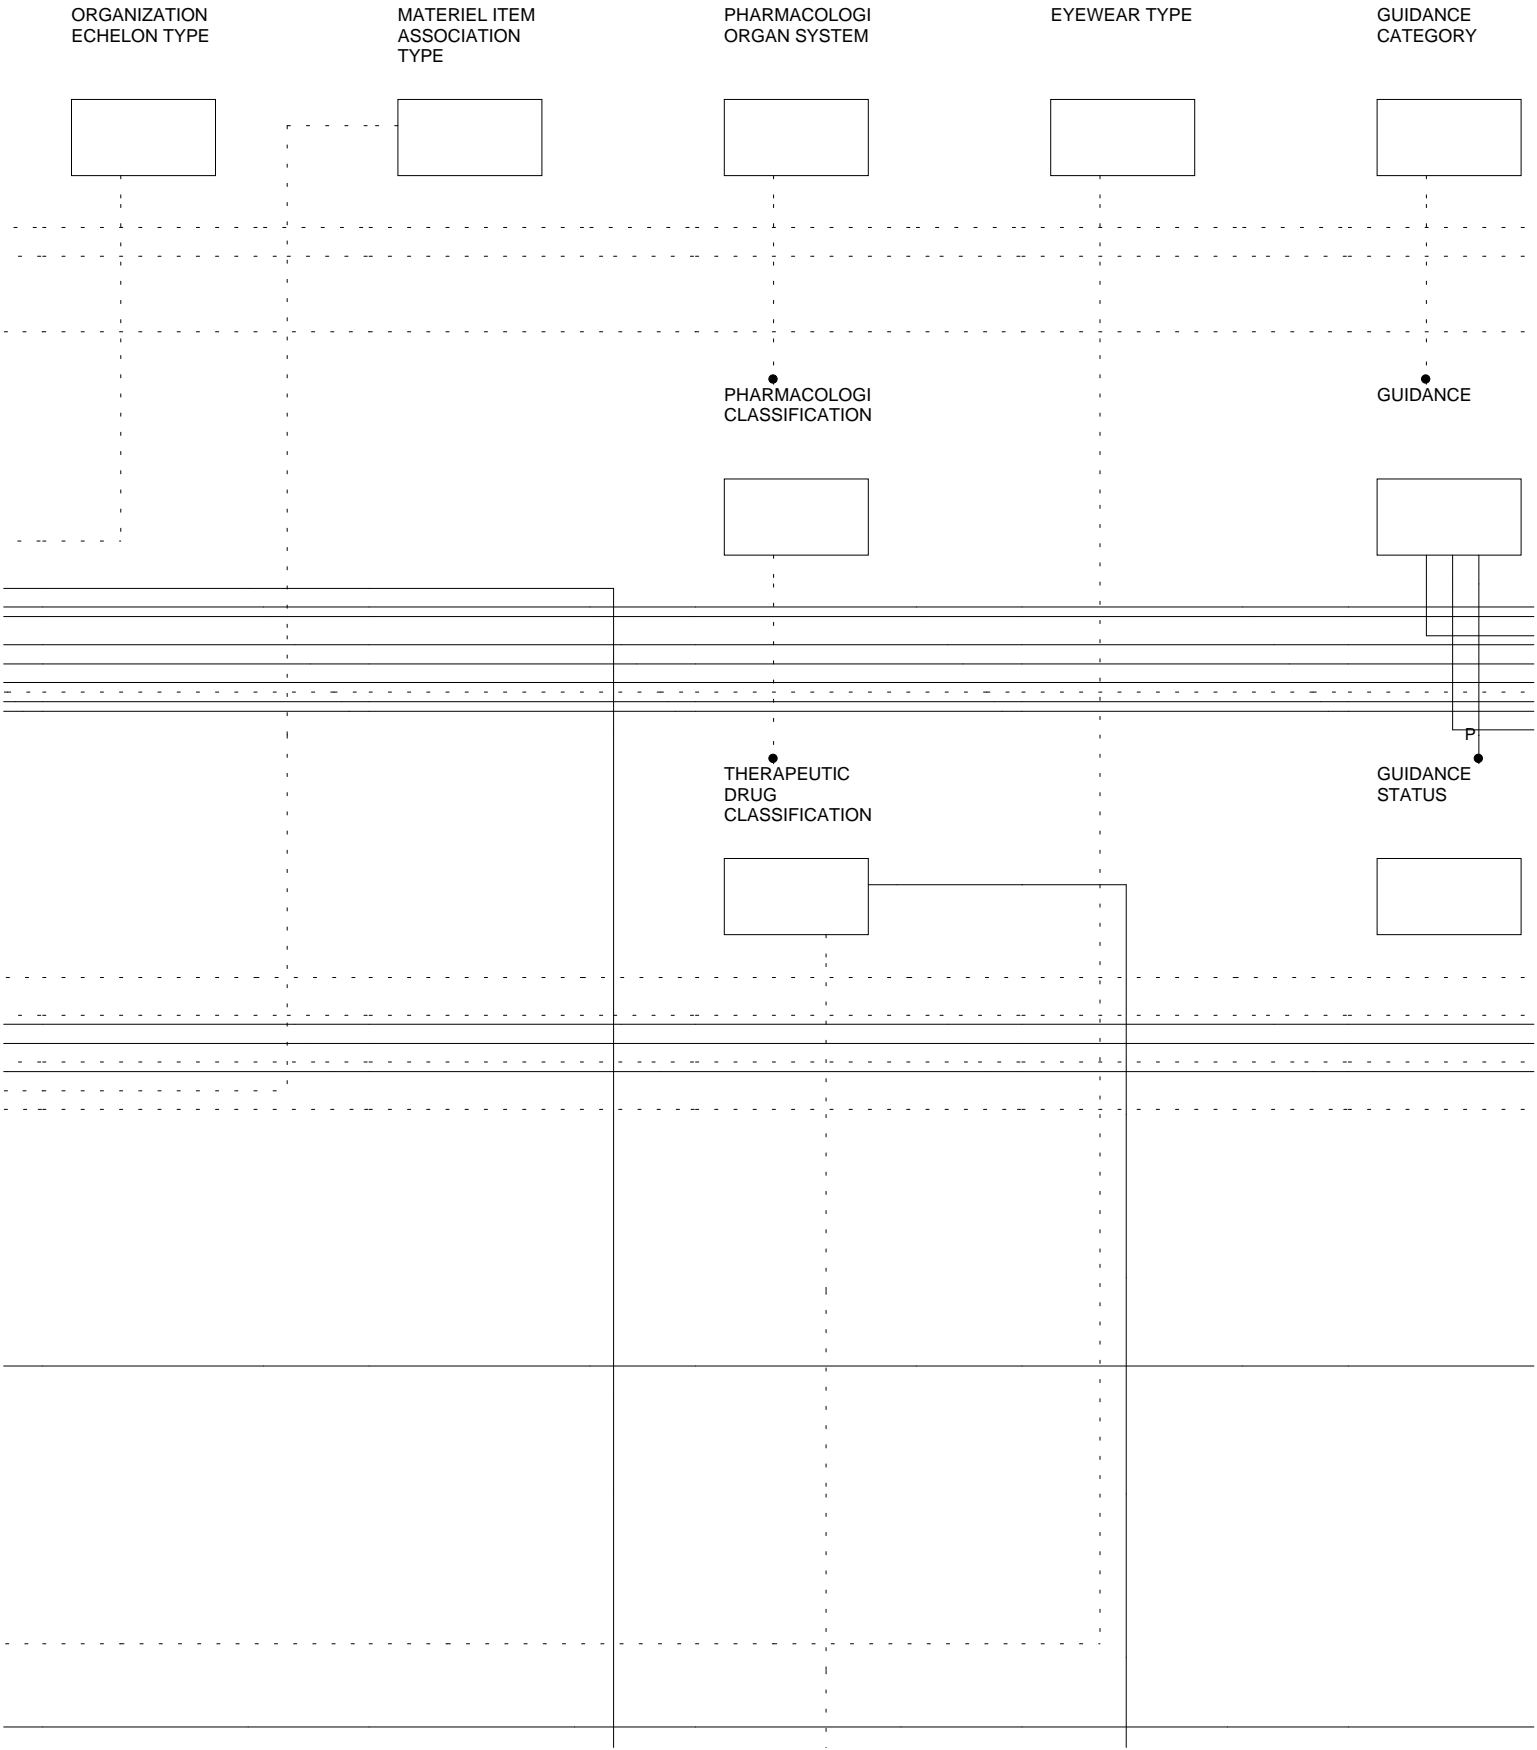 ORGANIZATION
ECHELON TYPE
MATERIEL ITEM
ASSOCIATION
TYPE
PHARMACOLOGI
ORGAN SYSTEM
EYEWEAR TYPE
GUIDANCE
CATEGORY
PHARMACOLOGI
CLASSIFICATION
GUIDANCE
P
THERAPEUTIC
DRUG
CLASSIFICATION
GUIDANCE
STATUS